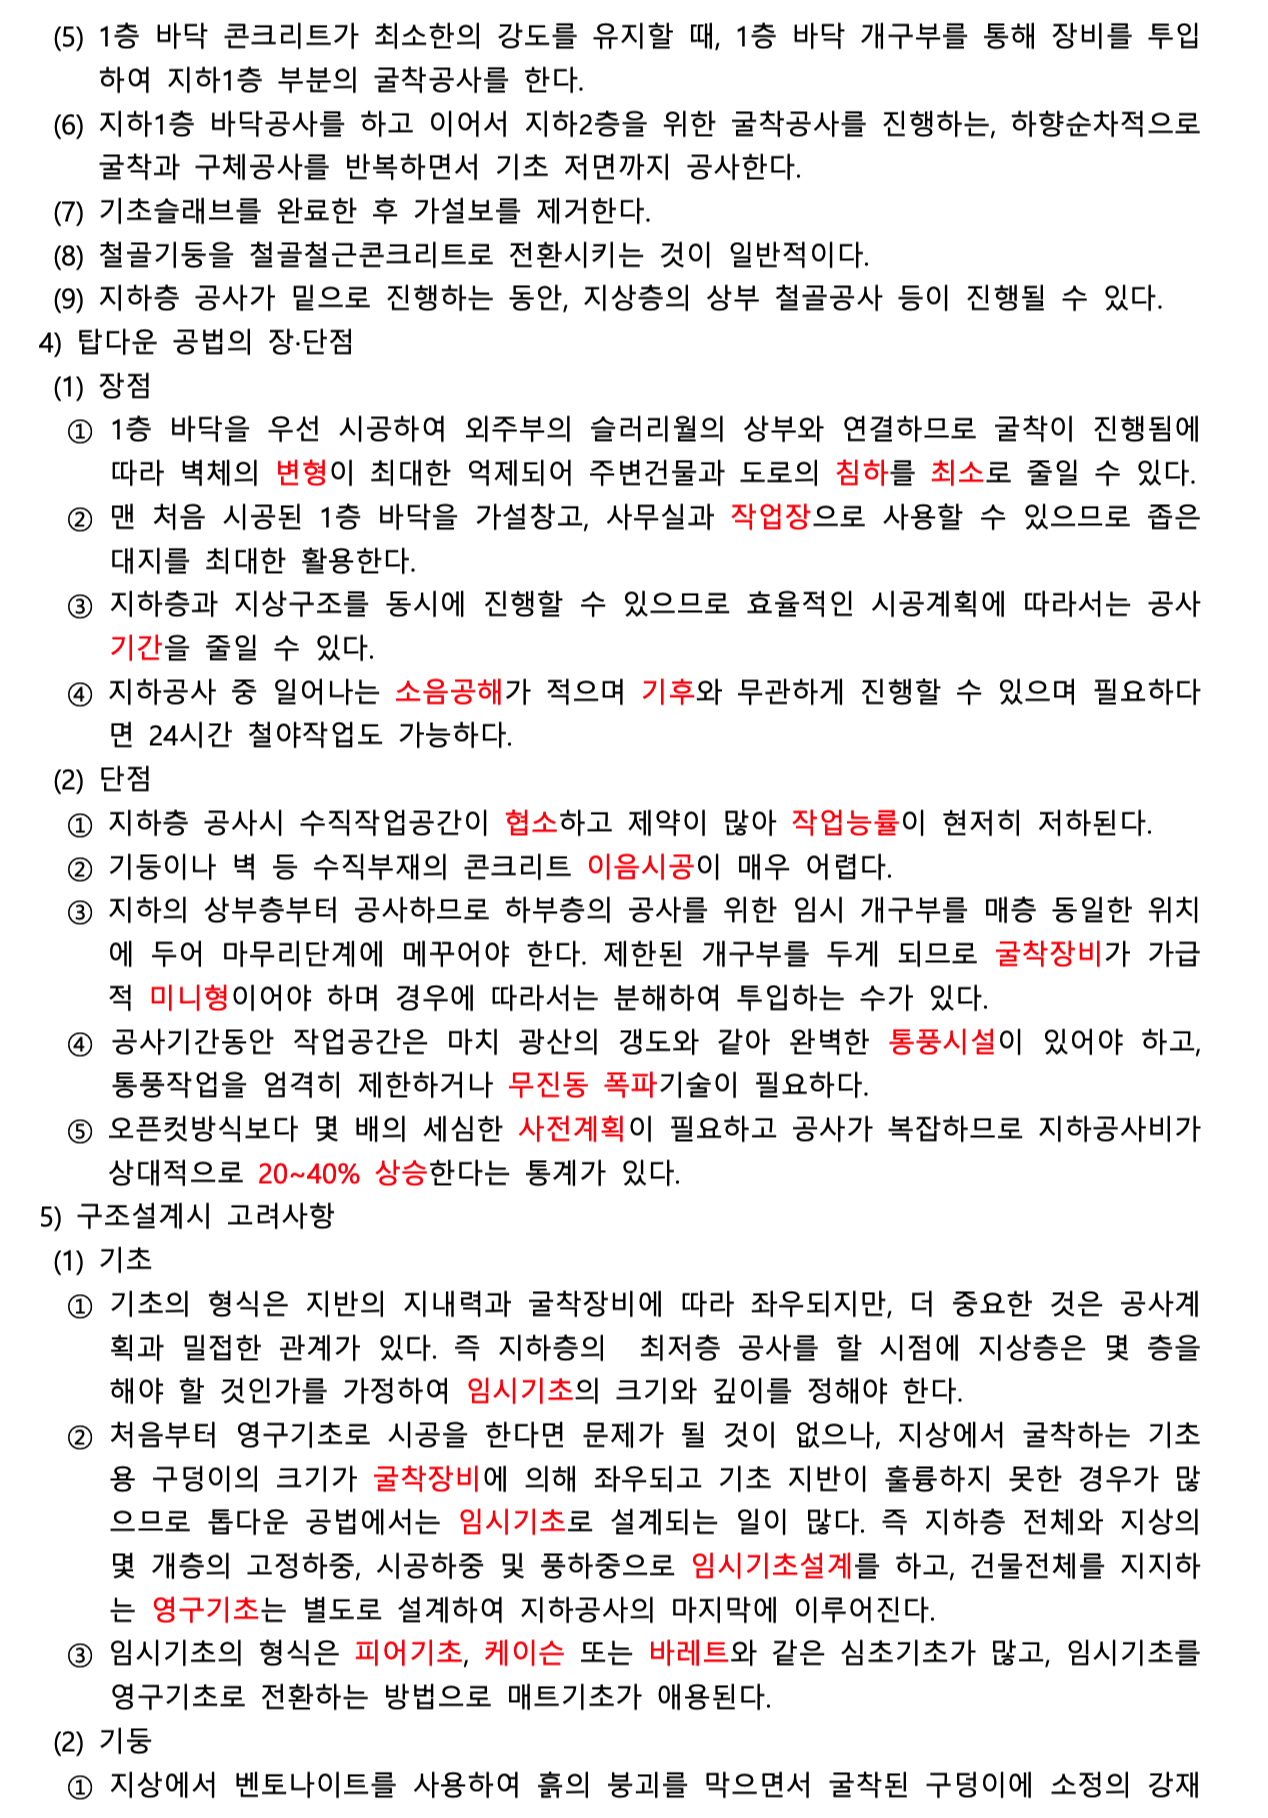 (5) 1층 바닥 콘크리트가 최소한의 강도를 유지할 때, 1층 바닥 개구부를 통해 장비를 투입
하여 지하1층 부분의 굴착공사를 한다.
(6) 지하1층 바닥공사를 하고 이어서 지하2층을 위한 굴착공사를 진행하는, 하향순차적으로
굴착과 구체공사를 반복하면서 기초 저면까지 공사한다.
(7) 기초슬래브를 완료한 후 가설보를 제거한다.
(8) 철골기둥을 철골철근콘크리트로 전환시키는 것이 일반적이다.
(9) 지하층 공사가 밑으로 진행하는 동안, 지상층의 상부 철골공사 등이 진행될 수 있다.
4) 탑다운 공법의 장·단점
(1) 장점
① 1층 바닥을 우선 시공하여 외주부의 슬러리월의 상부와 연결하므로 굴착이 진행됨에
따라 벽체의 변형이 최대한 억제되어 주변건물과 도로의 침하를 최소로 줄일 수 있다.
② 맨 처음 시공된 1층 바닥을 가설창고, 사무실과 작업장으로 사용할 수 있으므로 좁은
대지를 최대한 활용한다.
③ 지하층과 지상구조를 동시에 진행할 수 있으므로 효율적인 시공계획에 따라서는 공사
기간을 줄일 수 있다.
④ 지하공사 중 일어나는 소음공해가 적으며 기후와 무관하게 진행할 수 있으며 필요하다
면 24시간 철야작업도 가능하다.
(2) 단점
① 지하층 공사시 수직작업공간이 협소하고 제약이 많아 작업능률이 현저히 저하된다.
② 기둥이나 벽 등 수직부재의 콘크리트 이음시공이 매우 어렵다.
③ 지하의 상부층부터 공사하므로 하부층의 공사를 위한 임시 개구부를 매층 동일한 위치
에 두어 마무리단계에 메꾸어야 한다. 제한된 개구부를 두게 되므로 굴착장비가 가급
적 미니형이어야 하며 경우에 따라서는 분해하여 투입하는 수가 있다.
④ 공사기간동안 작업공간은 마치 광산의 갱도와 같아 완벽한 통풍시설이 있어야 하고,
통풍작업을 엄격히 제한하거나 무진동 폭파기술이 필요하다.
⑤ 오픈컷방식보다 몇 배의 세심한 사전계획이 필요하고 공사가 복잡하므로 지하공사비가
상대적으로 20~40% 상승한다는 통계가 있다.
5) 구조설계시 고려사항
(1) 기초
① 기초의 형식은 지반의 지내력과 굴착장비에 따라 좌우되지만, 더 중요한 것은 공사계
획과 밀접한 관계가 있다. 즉 지하층의 최저층 공사를 할 시점에 지상층은 몇 층을
해야 할 것인가를 가정하여 임시기초의 크기와 깊이를 정해야 한다.
② 처음부터 영구기초로 시공을 한다면 문제가 될 것이 없으나, 지상에서 굴착하는 기초
용 구덩이의 크기가 굴착장비에 의해 좌우되고 기초 지반이 훌륭하지 못한 경우가 많
으므로 톱다운 공법에서는 임시기초로 설계되는 일이 많다. 즉 지하층 전체와 지상의
몇 개층의 고정하중, 시공하중 및 풍하중으로 임시기초설계를 하고, 건물전체를 지지하
는 영구기초는 별도로 설계하여 지하공사의 마지막에 이루어진다.
③ 임시기초의 형식은 피어기초, 케이슨 또는 바레트와 같은 심초기초가 많고, 임시기초를
영구기초로 전환하는 방법으로 매트기초가 애용된다.
(2) 기둥
① 지상에서 벤토나이트를 사용하여 흙의 붕괴를 막으면서 굴착된 구덩이에 소정의 강재